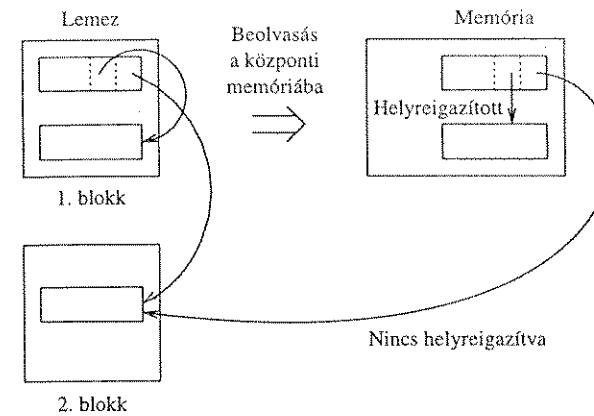 Lemez
Beolvasás
a központi
memóriába
Memória
Helyreigazított
1. blokk
Nincs helyreigazítva
2. blokk